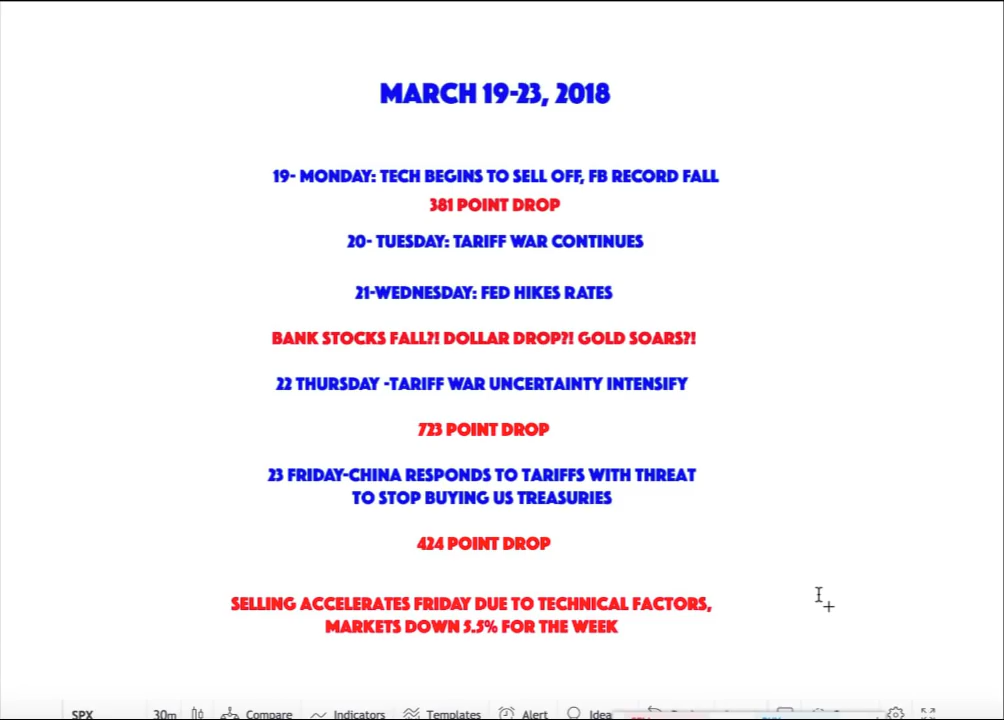 MARCH 19-23, 2018
19- MONDAY: TECH BEGINS TO SELL OFF, FB RECORD FALL
381 POINT DROP
20- TUESDAY: TARIFF WAR CONTINUES
21-WEDNESDAY: FED HIKES RATES
BANK STOCKS FALL?! DOLLAR DROP?! GOLD SOARS?!
22 THURSDAY -TARIFF WAR UNCERTAINTY INTENSIFY
723 POINT DROP
23 FRIDAY-CHINA RESPONDS TO TARIFFS WITH THREAT
TO STOP BUYING US TREASURIES
424 POINT DROP
SELLING ACCELERATES FRIDAY DUE TO TECHNICAL FACTORS,
MARKETS DOWN 5.5% FOR THE WEEK
SPX 30m Compare Indicators Templates Alert Idea